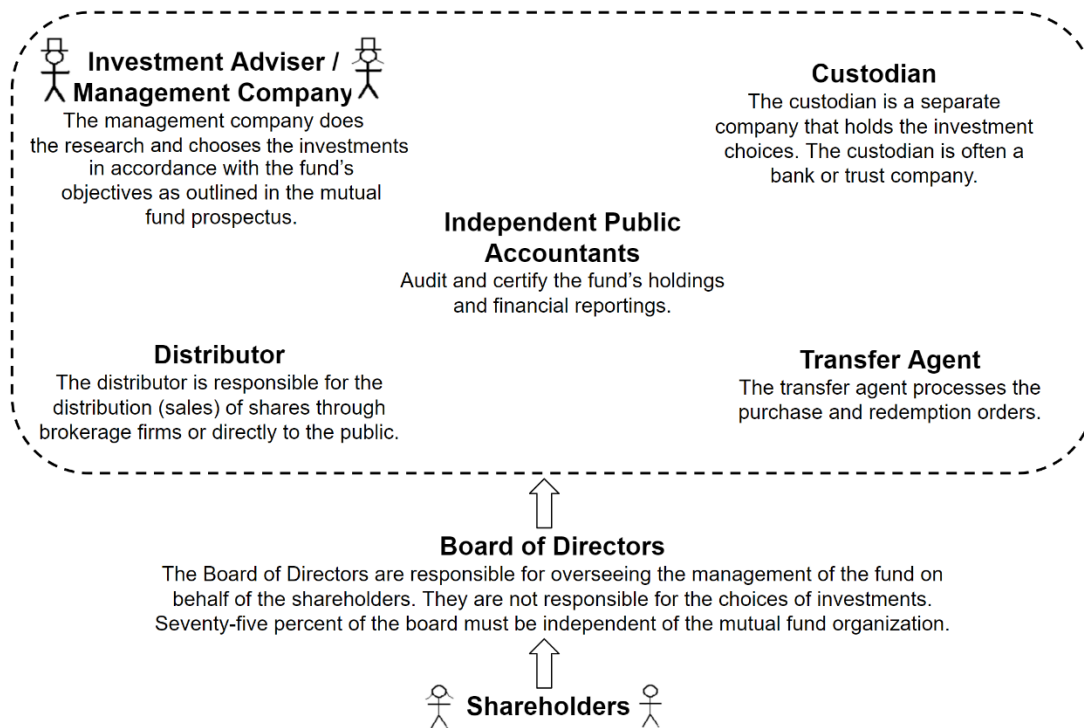 Investment Adviser /
Management Company
The management company does
the research and chooses the investments
in accordance with the fund's
objectives as outlined in the mutual
fund prospectus.
Custodian
The custodian is a separate
company that holds the investment
choices. The custodian is often a
bank or trust company.
Independent Public
Accountants
Audit and certify the fund's holdings
and financial reportings.
Distributor
The distributor is responsible for the
distribution (sales) of shares through
brokerage firms or directly to the public.
Transfer Agent
The transfer agent processes the
purchase and redemption orders.
Board of Directors
The Board of Directors are responsible for overseeing the management of the fund on
behalf of the shareholders. They are not responsible for the choices of investments.
Seventy-five percent of the board must be independent of the mutual fund organization.
Shareholders